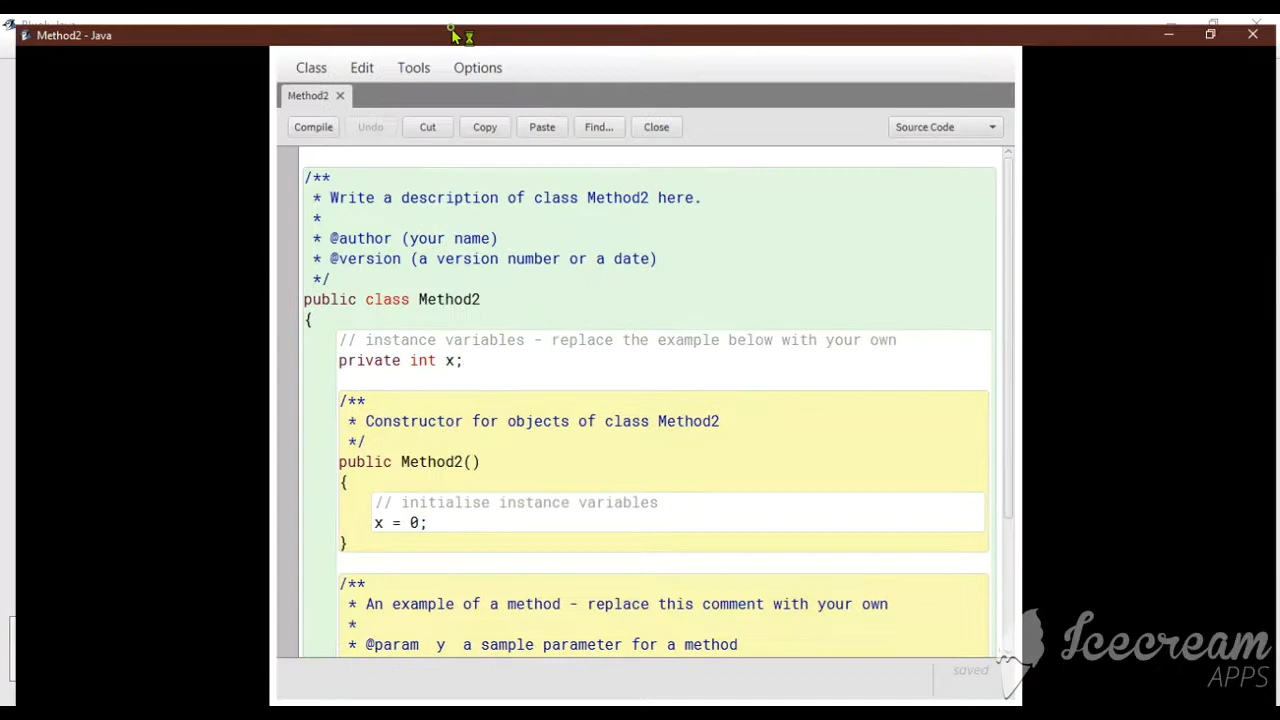 Method2 - Java
Class Edit Tools Options
Method2
Compile Undo Cut Copy Paste Find... Close Source Code
/**
* Write a description of class Method2 here.
*
* @author (your name)
* @version (a version number or a date)
*/
public class Method2
{
// instance variables - replace the example below with your own
private int x;
/**
* Constructor for objects of class Method2
*/
public Method2()
{
// initialise instance variables
x = 0;
}
/**
* An example of a method - replace this comment with your own
*
* @param y a sample parameter for a method
saved
Icecream
APPS